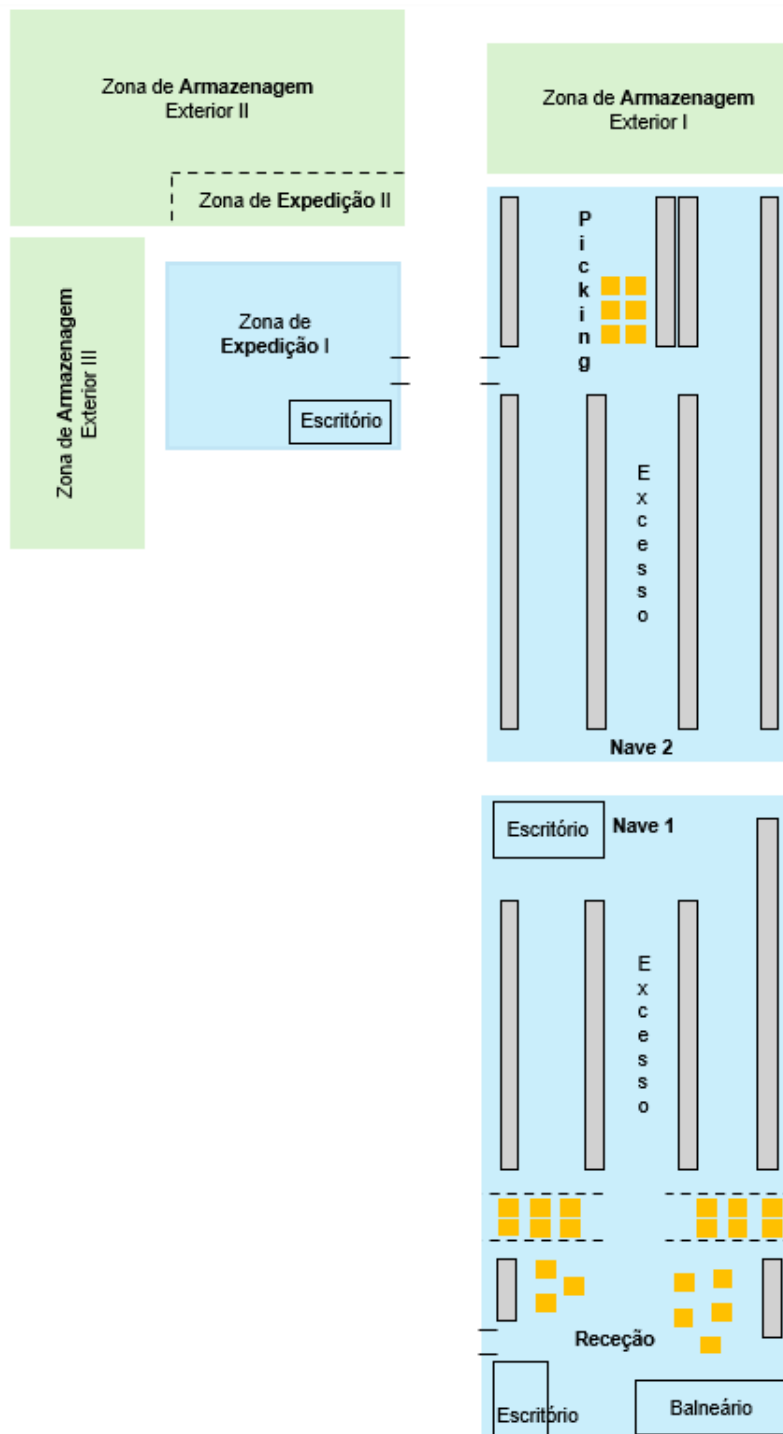 Zona de Armazenagem
Exterior II
Zona de Armazenagem
Exterior I
Zona de Expedição II
Picking
Zona de Armazenagem
Exterior III
Zona de
Expedição I
Escritório
Excesso
Nave 2
Escritório
Nave 1
Excesso
Receção
Escritório
Balneário